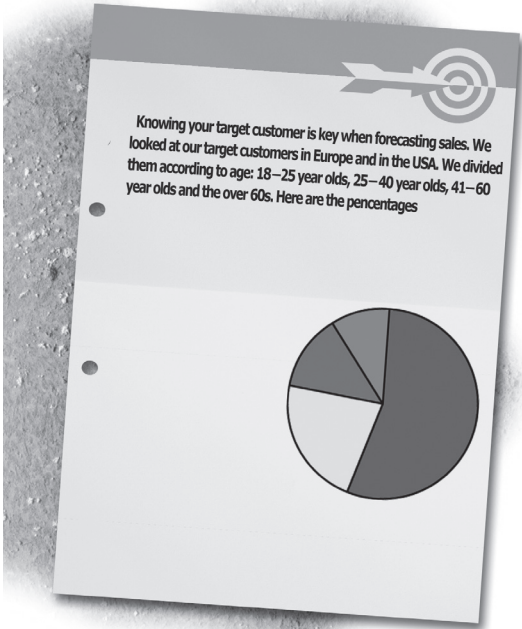 Knowing your target customer is key when forecasting sales. We
looked at our target customers in Europe and in the USA. We divided
them according to age: 18–25 year olds, 25–40 year olds, 41–60
year olds and the over 60s. Here are the pencentages